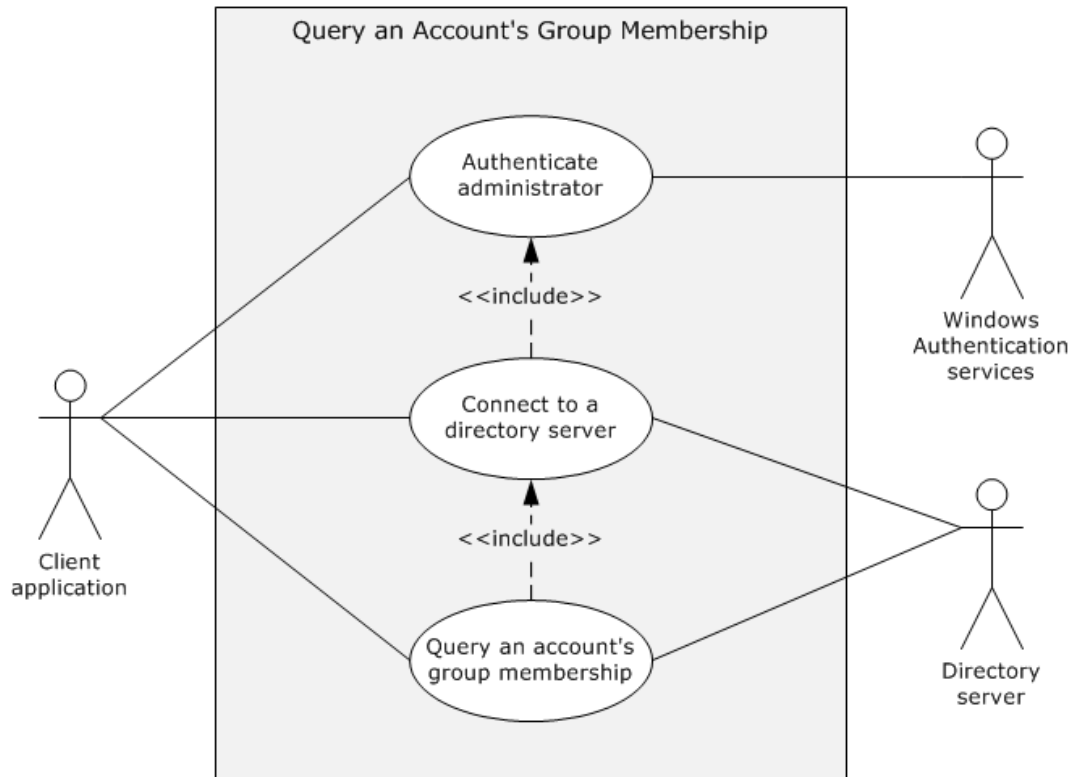 Query an Account's Group Membership
Authenticate
administrator
<<include>>
Windows
Authentication
services
Connect to a
directory server
Client
application
<<include>>
Query an account's
group membership
Directory
server